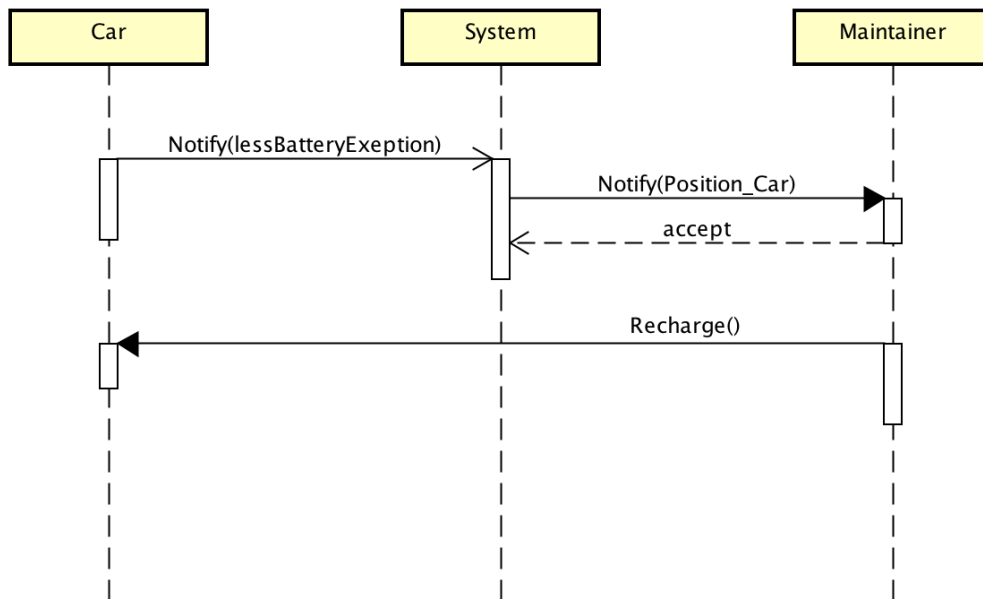 Car
System
Maintainer
Notify(lessBatteryExeption)
Notify(Position_Car)
accept
Recharge()